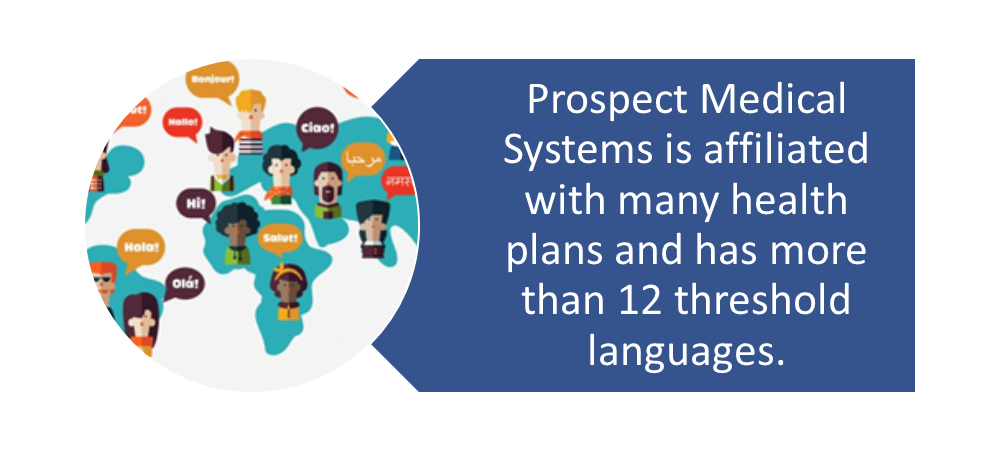 Bonjour!
Hallo!
Ciao!
مرحبا
Hi!
Salut!
Hola!
Olá!
Prospect Medical
Systems is affiliated
with many health
plans and has more
than 12 threshold
languages.